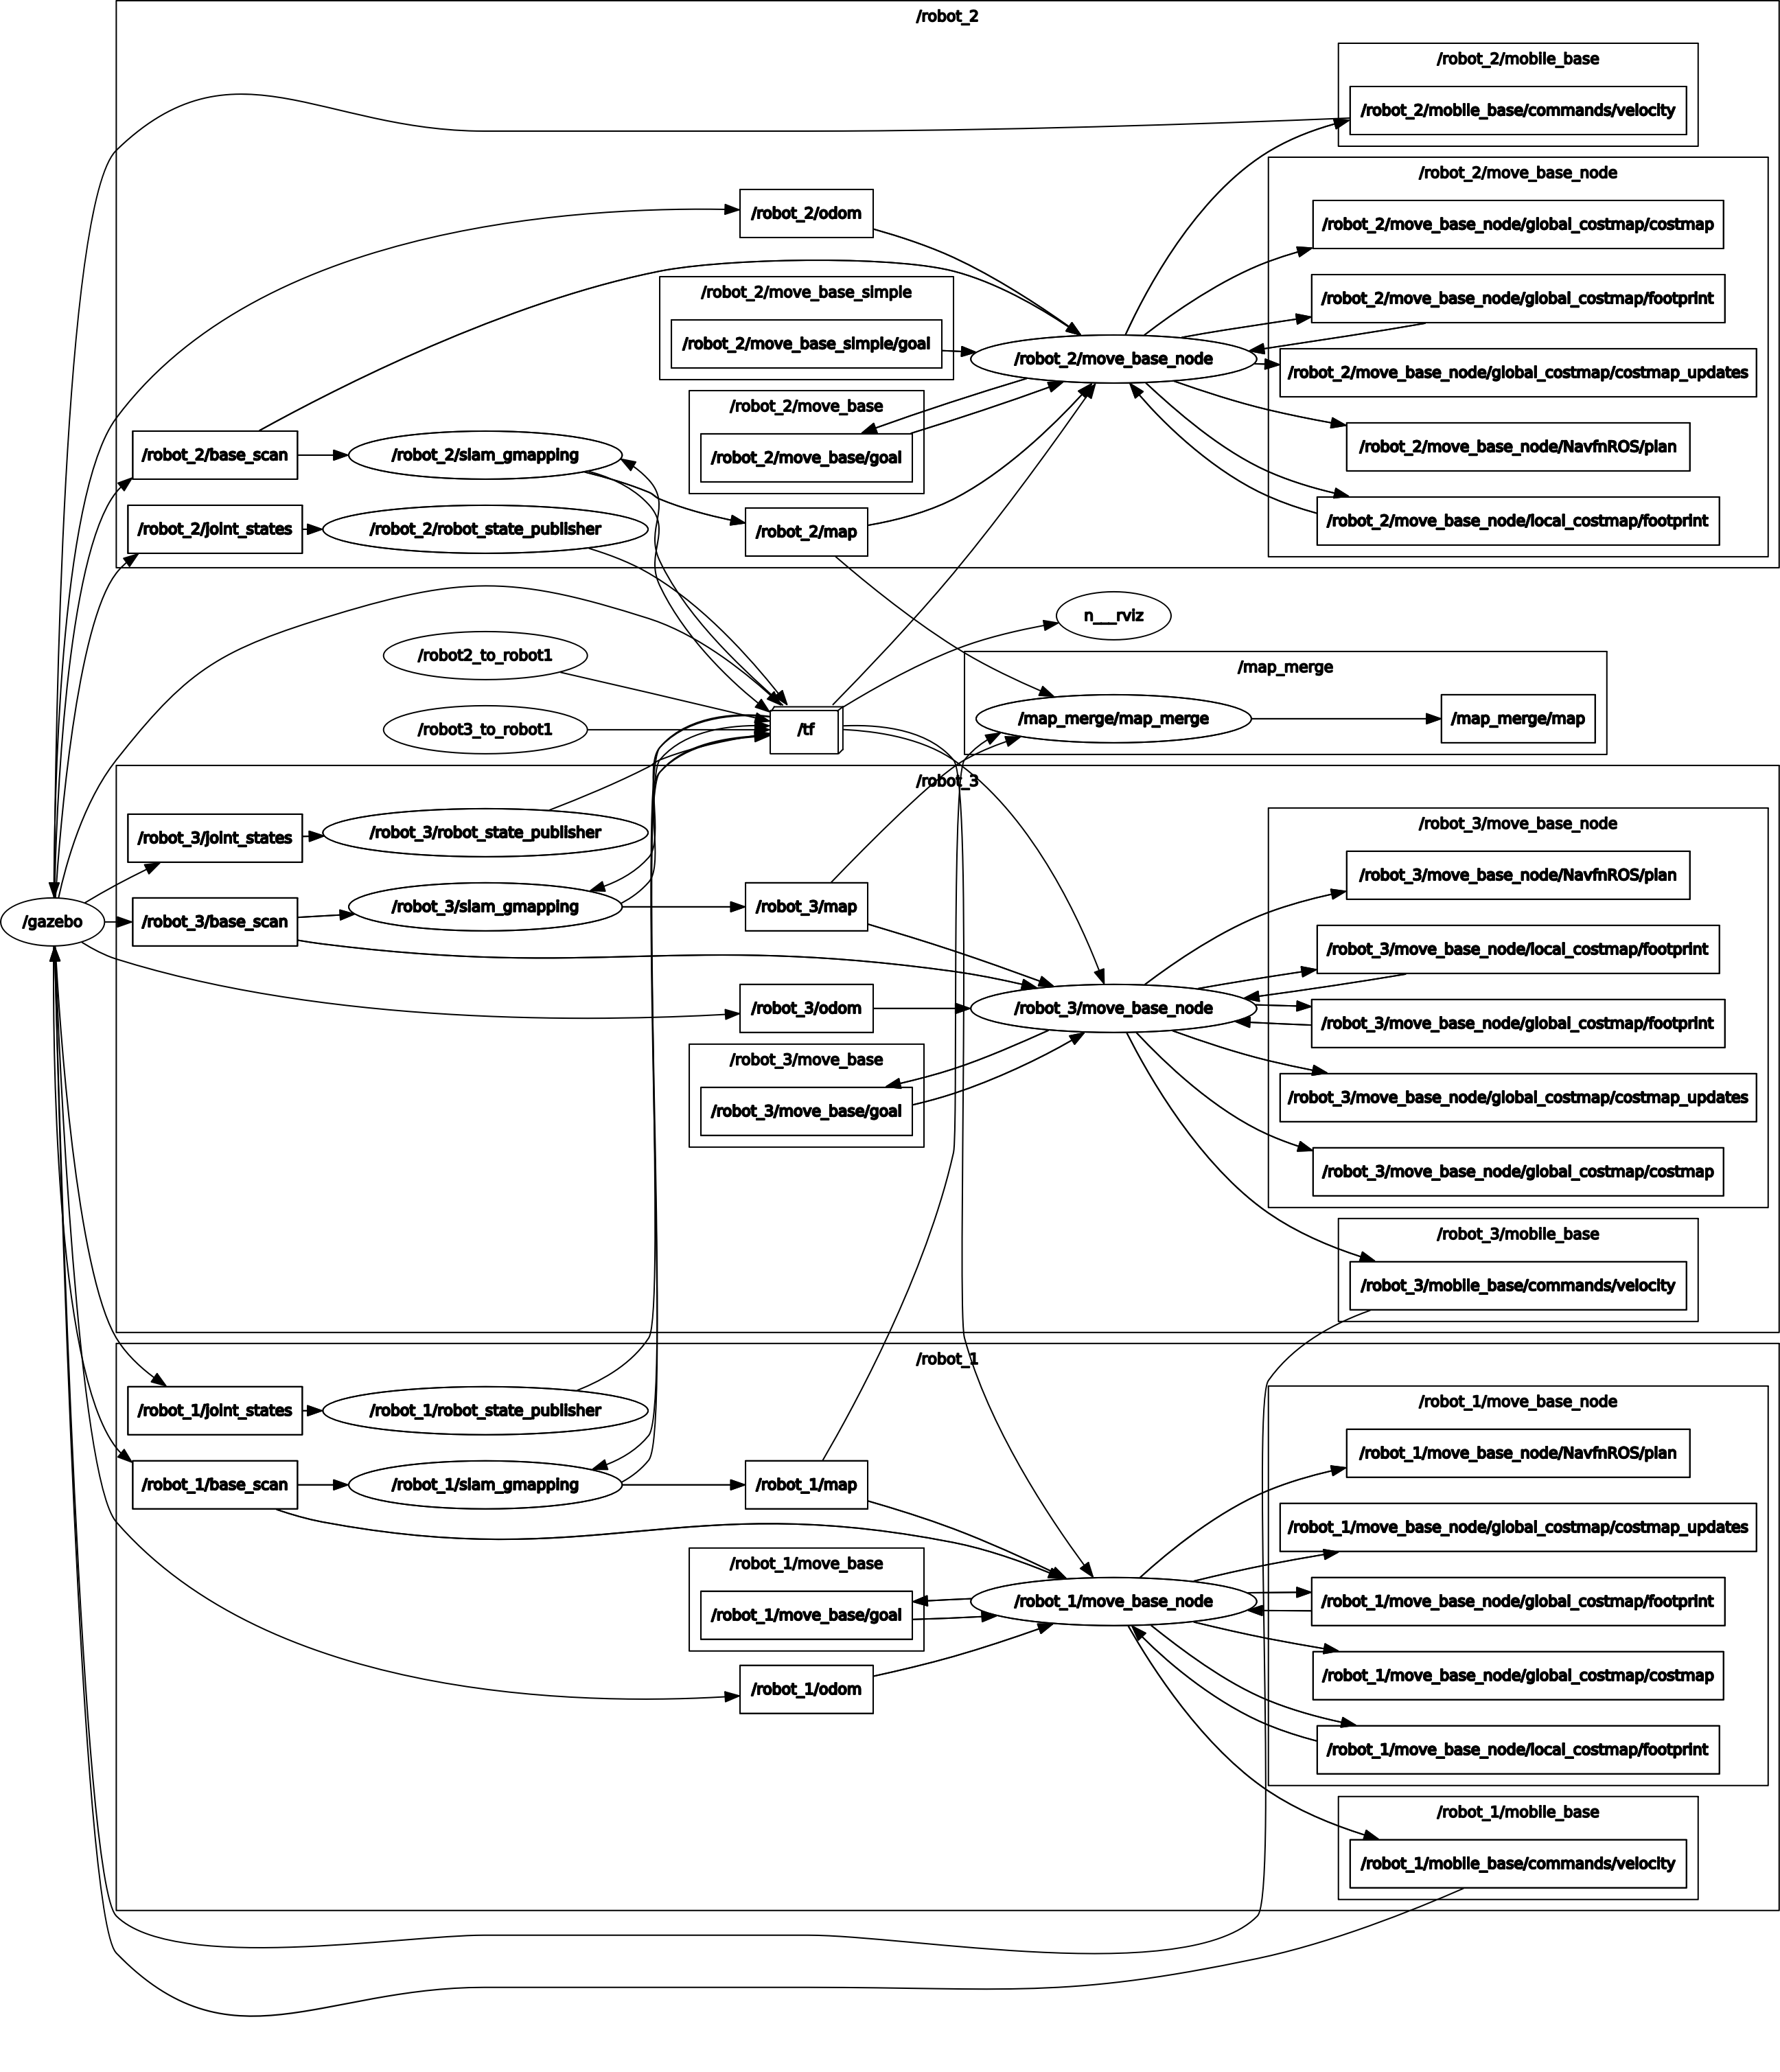 /robot_2
/robot_2/mobile_base
/robot_2/mobile_base/commands/velocity
/robot_2/move_base_node
/robot_2/odom
/robot_2/move_base_node/global_costmap/costmap
/robot_2/move_base_simple
/robot_2/move_base_node/global_costmap/footprint
/robot_2/move_base_simple/goal
/robot_2/move_base_node
/robot_2/move_base_node/global_costmap/costmap_updates
/robot_2/move_base
/robot_2/move_base_node/NavfnROS/plan
/robot_2/base_scan
/robot_2/slam_gmapping
/robot_2/move_base/goal
/robot_2/move_base_node/local_costmap/footprint
/robot_2/joint_states
/robot_2/robot_state_publisher
/robot_2/map
n___rviz
/robot2_to_robot1
/map_merge
/robot3_to_robot1
/tf
/map_merge/map_merge
/map_merge/map
/robot_3
/robot_3/move_base_node
/robot_3/joint_states
/robot_3/robot_state_publisher
/robot_3/move_base_node/NavfnROS/plan
/robot_3/slam_gmapping
/robot_3/map
/gazebo
/robot_3/base_scan
/robot_3/move_base_node/local_costmap/footprint
/robot_3/odom
/robot_3/move_base_node
/robot_3/move_base_node/global_costmap/footprint
/robot_3/move_base
/robot_3/move_base_node/global_costmap/costmap_updates
/robot_3/move_base/goal
/robot_3/move_base_node/global_costmap/costmap
/robot_3/mobile_base
/robot_3/mobile_base/commands/velocity
/robot_1
/robot_1/move_base_node
/robot_1/joint_states
/robot_1/robot_state_publisher
/robot_1/move_base_node/NavfnROS/plan
/robot_1/base_scan
/robot_1/slam_gmapping
/robot_1/map
/robot_1/move_base_node/global_costmap/costmap_updates
/robot_1/move_base
/robot_1/move_base/goal
/robot_1/move_base_node
/robot_1/move_base_node/global_costmap/footprint
/robot_1/odom
/robot_1/move_base_node/global_costmap/costmap
/robot_1/move_base_node/local_costmap/footprint
/robot_1/mobile_base
/robot_1/mobile_base/commands/velocity